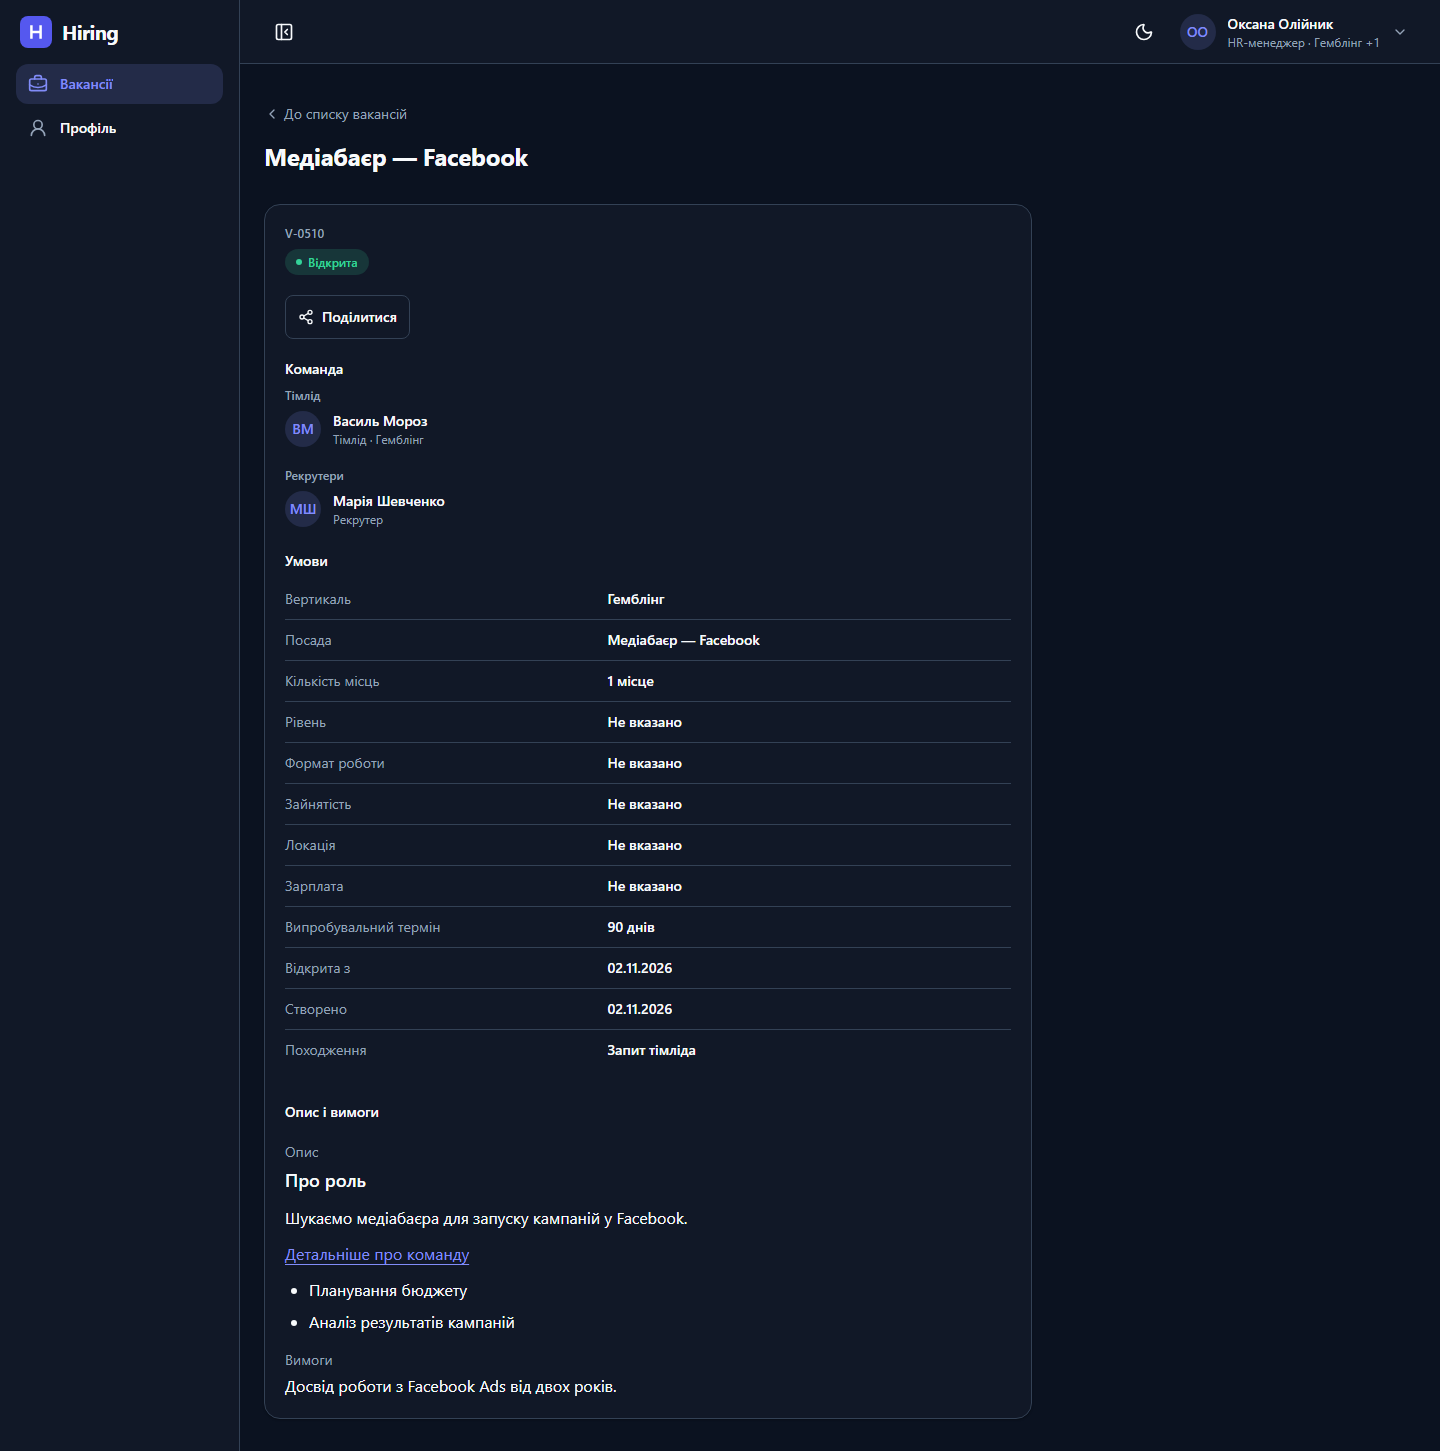 H Hiring
Оксана Олійник
ОО
HR-менеджер · Гемблінг +1
Вакансії
Профіль
До списку вакансій
Медіабаєр — Facebook
V-0510
Відкрита
Поділитися
Команда
Тімлід
ВМ
Василь Мороз
Тімлід · Гемблінг
Рекрутери
МШ
Марія Шевченко
Рекрутер
Умови
Вертикаль Гемблінг
Посада Медіабаєр — Facebook
Кількість місць 1 місце
Рівень Не вказано
Формат роботи Не вказано
Зайнятість Не вказано
Локація Не вказано
Зарплата Не вказано
Випробувальний термін 90 днів
Відкрита з 02.11.2026
Створено 02.11.2026
Походження Запит тімліда
Опис і вимоги
Опис
Про роль
Шукаємо медіабаєра для запуску кампаній у Facebook.
Детальніше про команду
• Планування бюджету
• Аналіз результатів кампаній
Вимоги
Досвід роботи з Facebook Ads від двох років.